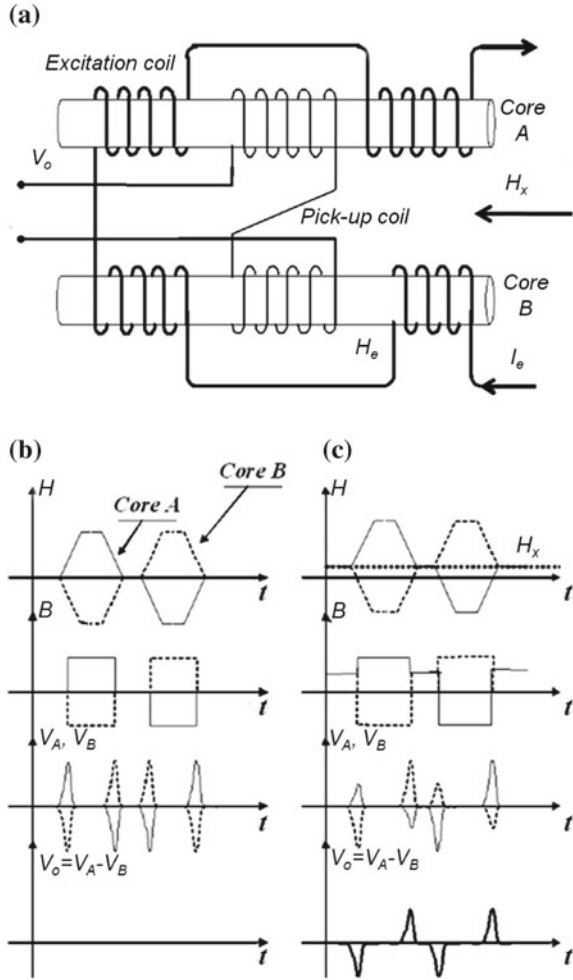 (a)
Excitation coil
Core
A
V_o
H_x
Pick-up coil
Core
B
H_e
I_e
(b)
(c)
H
Core B
Core A
t
B
t
V_A, V_B
t
V_o=V_A-V_B
t
H
H_x
t
B
t
V_A, V_B
t
V_o=V_A-V_B
t